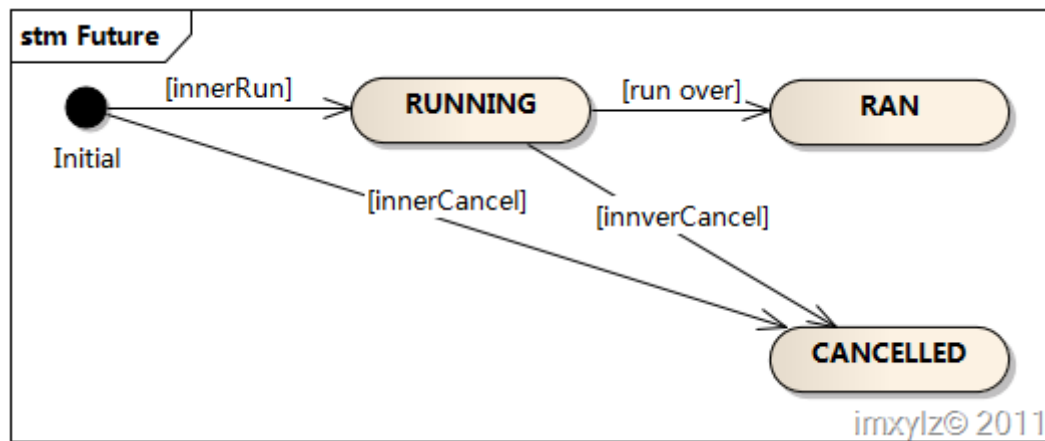 stm Future
[innerRun]
RUNNING
[run over]
RAN
Initial
[innerCancel]
[innverCancel]
CANCELLED
imxylz© 2011